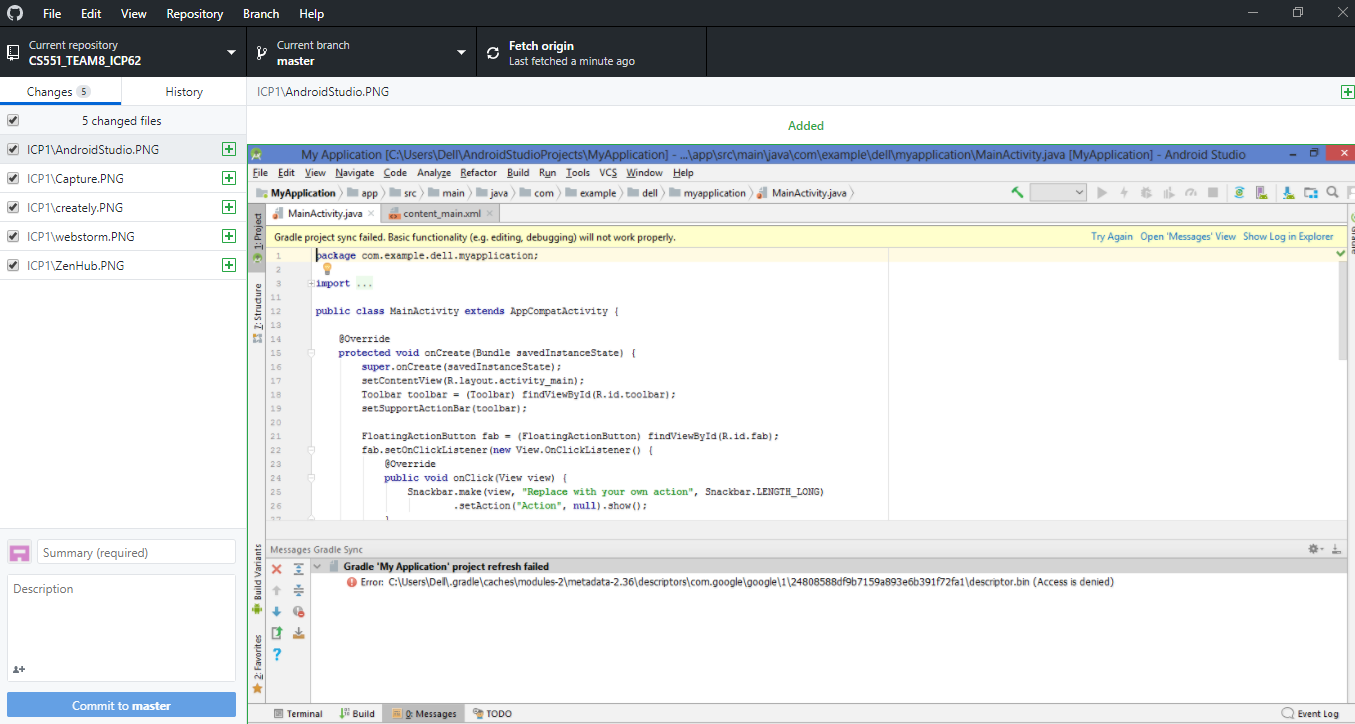 File Edit View Repository Branch Help
Current repository
CS551_TEAM8_ICP62
Current branch
master
Fetch origin
Last fetched a minute ago
Changes 5
History
ICP1\AndroidStudio.PNG
5 changed files
Added
ICP1\AndroidStudio.PNG
ICP1\Capture.PNG
ICP1\creately.PNG
ICP1\webstorm.PNG
ICP1\ZenHub.PNG
Summary (required)
Description
Commit to master
My Application [C:\Users\Dell\AndroidStudioProjects\MyApplication] - ...\app\src\main\java\com\example\dell\myapplication\MainActivity.java [MyApplication] - Android Studio
File Edit View Navigate Code Analyze Refactor Build Run Tools VCS Window Help
MyApplication app src main java com example dell myapplication MainActivity.java
1: Project
7: Structure
Build Variants
2: Favorites
MainActivity.java content_main.xml
Gradle project sync failed. Basic functionality (e.g. editing, debugging) will not work properly.
Try Again Open 'Messages' View Show Log in Explorer
1 package com.example.dell.myapplication;
2
3 import ...
11
12 public class MainActivity extends AppCompatActivity {
13
14 @Override
15 protected void onCreate(Bundle savedInstanceState) {
16 super.onCreate(savedInstanceState);
17 setContentView(R.layout.activity_main);
18 Toolbar toolbar = (Toolbar) findViewById(R.id.toolbar);
19 setSupportActionBar(toolbar);
20
21 FloatingActionButton fab = (FloatingActionButton) findViewById(R.id.fab);
22 fab.setOnClickListener(new View.OnClickListener() {
23 @Override
24 public void onClick(View view) {
25 Snackbar.make(view, "Replace with your own action", Snackbar.LENGTH_LONG)
26 .setAction("Action", null).show();
27 }
Messages Gradle Sync
Gradle 'My Application' project refresh failed
Error: C:\Users\Dell\.gradle\caches\modules-2\metadata-2.36\descriptors\com.google\google\1\24808588df9b7159a893e6b391f72fa1\descriptor.bin (Access is denied)
Terminal Build 0: Messages TODO
Event Log